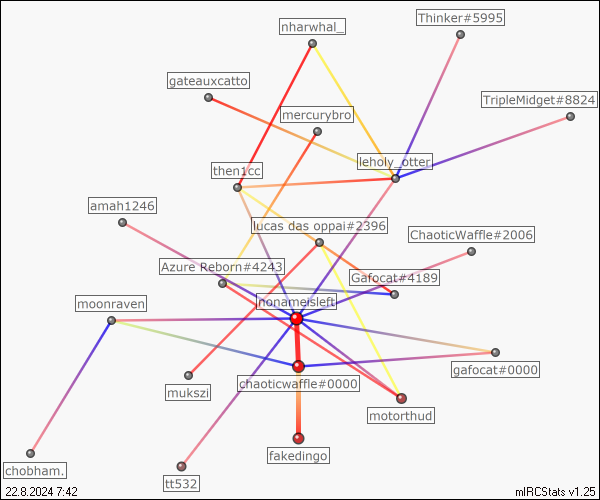 Thinker#5995
nharwhal_
gateauxcatto
TripleMidget#8824
mercurybro
leholy_otter
then1cc
amah1246
lucas das oppai#2396
ChaoticWaffle#2006
Azure Reborn#4243
Gafocat#4189
nonameisleft
moonraven
gafocat#0000
chaoticwaffle#0000
mukszi
motorthud
fakedingo
chobham.
tt532
22.8.2024 7:42
mIRCStats v1.25